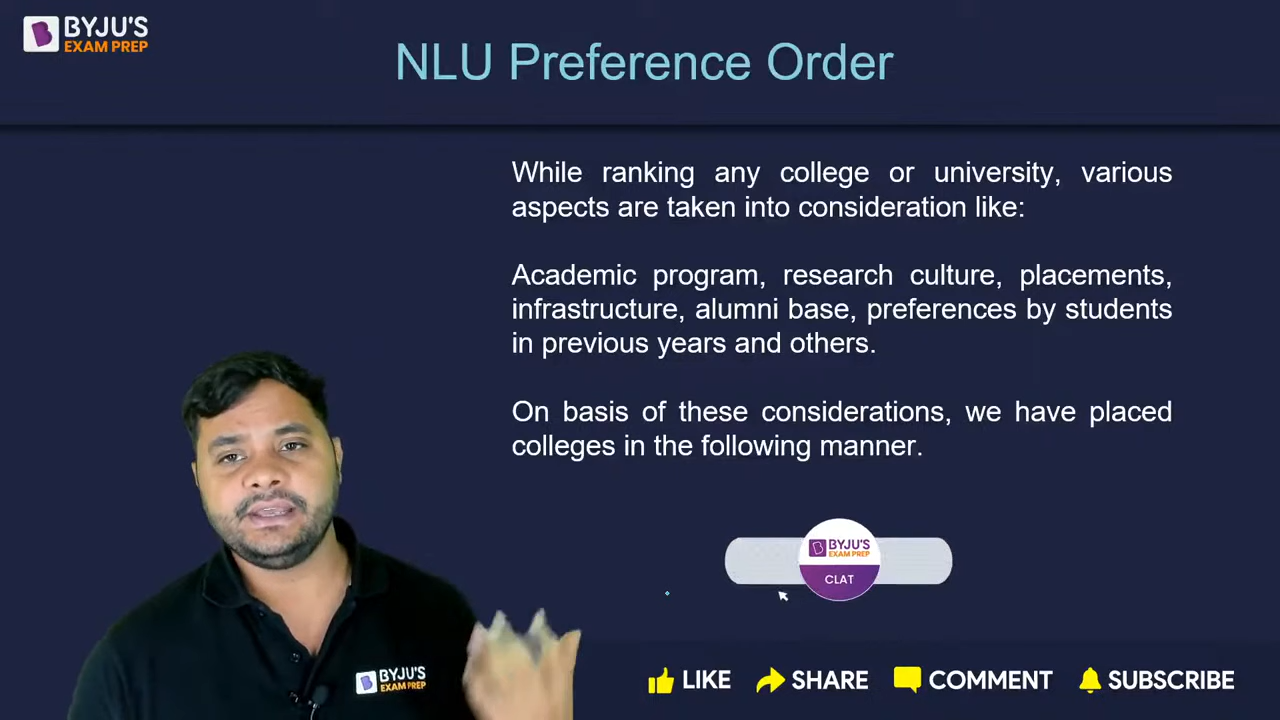 BYJU'S
EXAM PREP
NLU Preference Order
While ranking any college or university, various
aspects are taken into consideration like:
Academic program, research culture, placements,
infrastructure, alumni base, preferences by students
in previous years and others.
On basis of these considerations, we have placed
colleges in the following manner.
BYJU'S
EXAM PREP
CLAT
BYJU'S
EXAM PREP
LIKE
SHARE
COMMENT
SUBSCRIBE